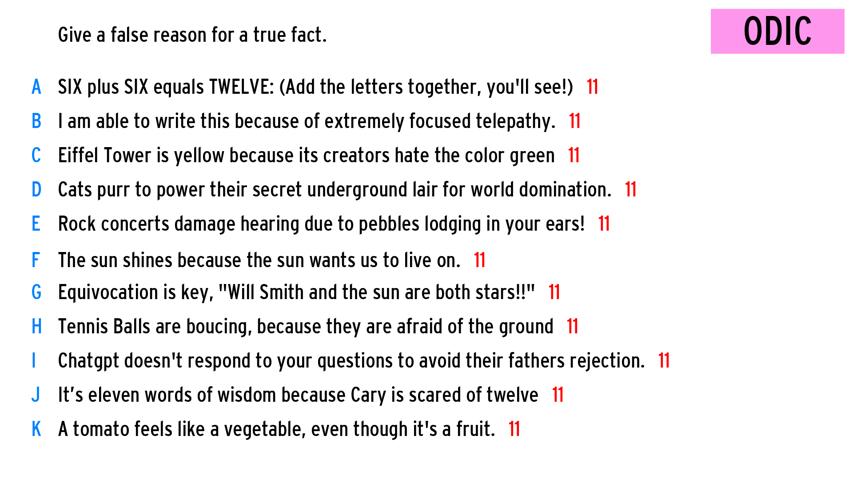 Give a false reason for a true fact.
ODIC
A SIX plus SIX equals TWELVE: (Add the letters together, you'll see!) 11
B I am able to write this because of extremely focused telepathy. 11
C Eiffel Tower is yellow because its creators hate the color green 11
D Cats purr to power their secret underground lair for world domination. 11
E Rock concerts damage hearing due to pebbles lodging in your ears! 11
F The sun shines because the sun wants us to live on. 11
G Equivocation is key, "Will Smith and the sun are both stars!!" 11
H Tennis Balls are boucing, because they are afraid of the ground 11
I Chatgpt doesn't respond to your questions to avoid their fathers rejection. 11
J It’s eleven words of wisdom because Cary is scared of twelve 11
K A tomato feels like a vegetable, even though it's a fruit. 11